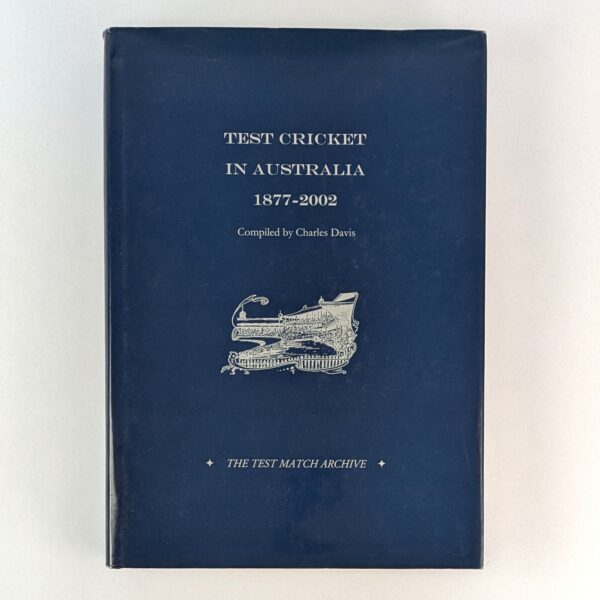 TEST CRICKET
IN AUSTRALIA
1877-2002
Compiled by Charles Davis
THE TEST MATCH ARCHIVE